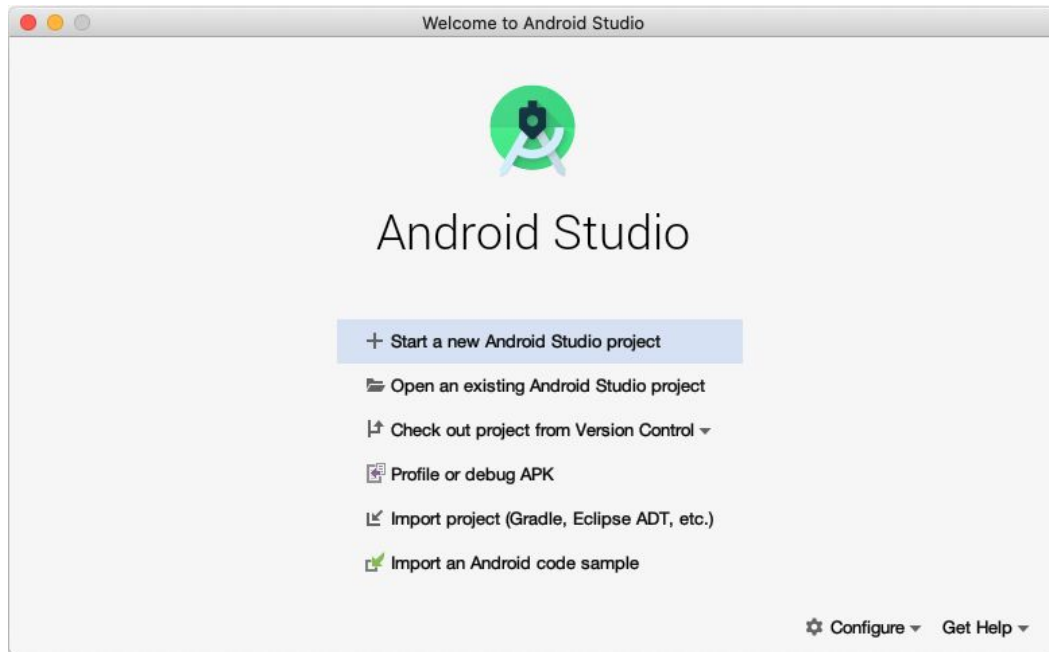 Welcome to Android Studio
Android Studio
Start a new Android Studio project
Open an existing Android Studio project
Check out project from Version Control
Profile or debug APK
Import project (Gradle, Eclipse ADT, etc.)
Import an Android code sample
Configure Get Help